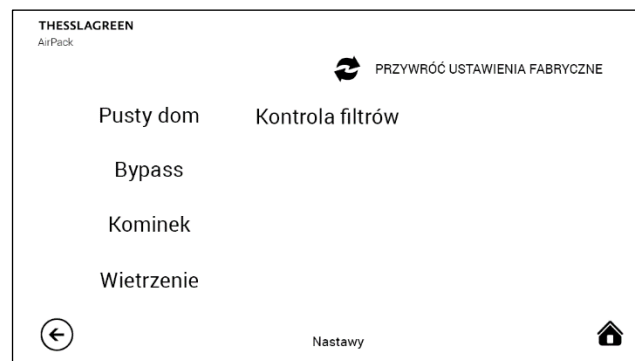 THESSLAGREEN
AirPack
PRZYWRÓĆ USTAWIENIA FABRYCZNE
Pusty dom
Kontrola filtrów
Bypass
Kominek
Wietrzenie
Nastawy